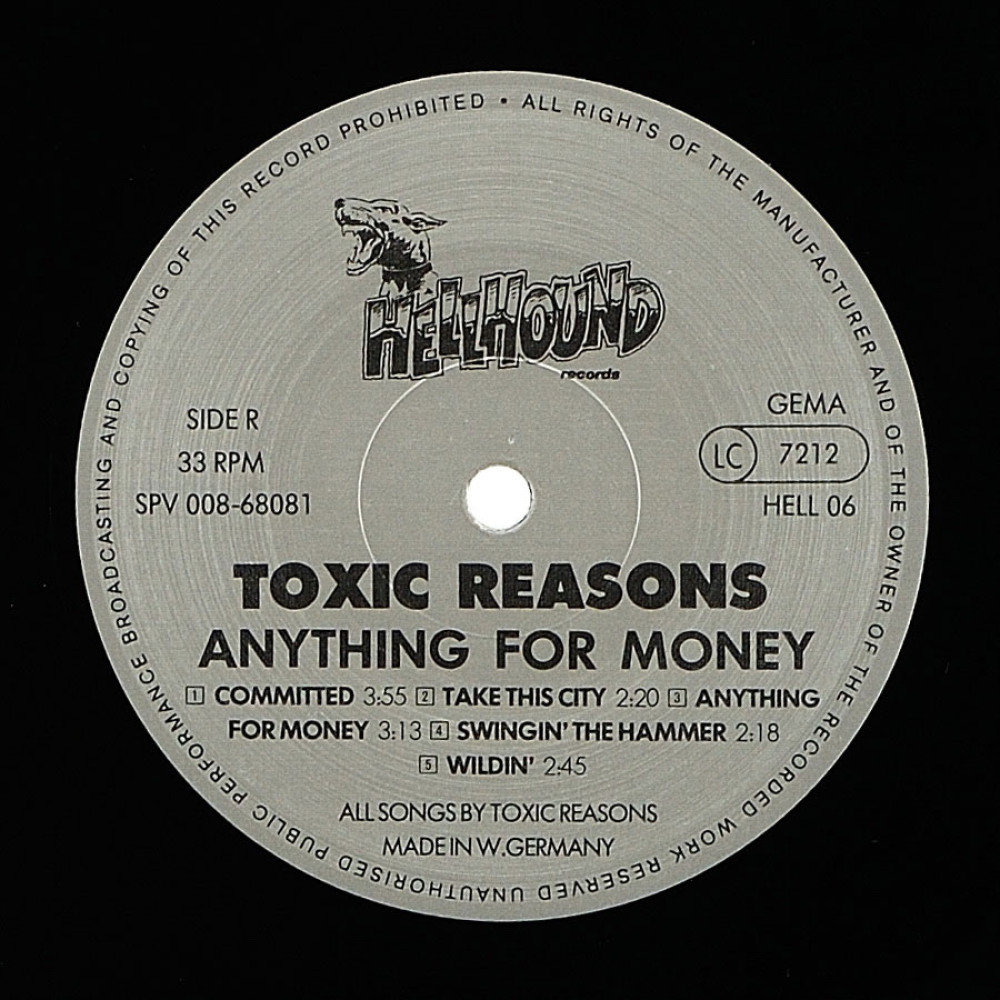 ALL RIGHTS OF THE MANUFACTURER AND OF THE OWNER OF THE RECORDED WORK RESERVED UNAUTHORISED PUBLIC PERFORMANCE BROADCASTING AND COPYING OF THIS RECORD PROHIBITED •
HELLHOUND
records
SIDE R
33 RPM
SPV 008-68081
GEMA
LC 7212
HELL 06
TOXIC REASONS
ANYTHING FOR MONEY
1 COMMITTED 3:55 2 TAKE THIS CITY 2:20 3 ANYTHING
FOR MONEY 3:13 4 SWINGIN' THE HAMMER 2:18
5 WILDIN' 2:45
ALL SONGS BY TOXIC REASONS
MADE IN W.GERMANY